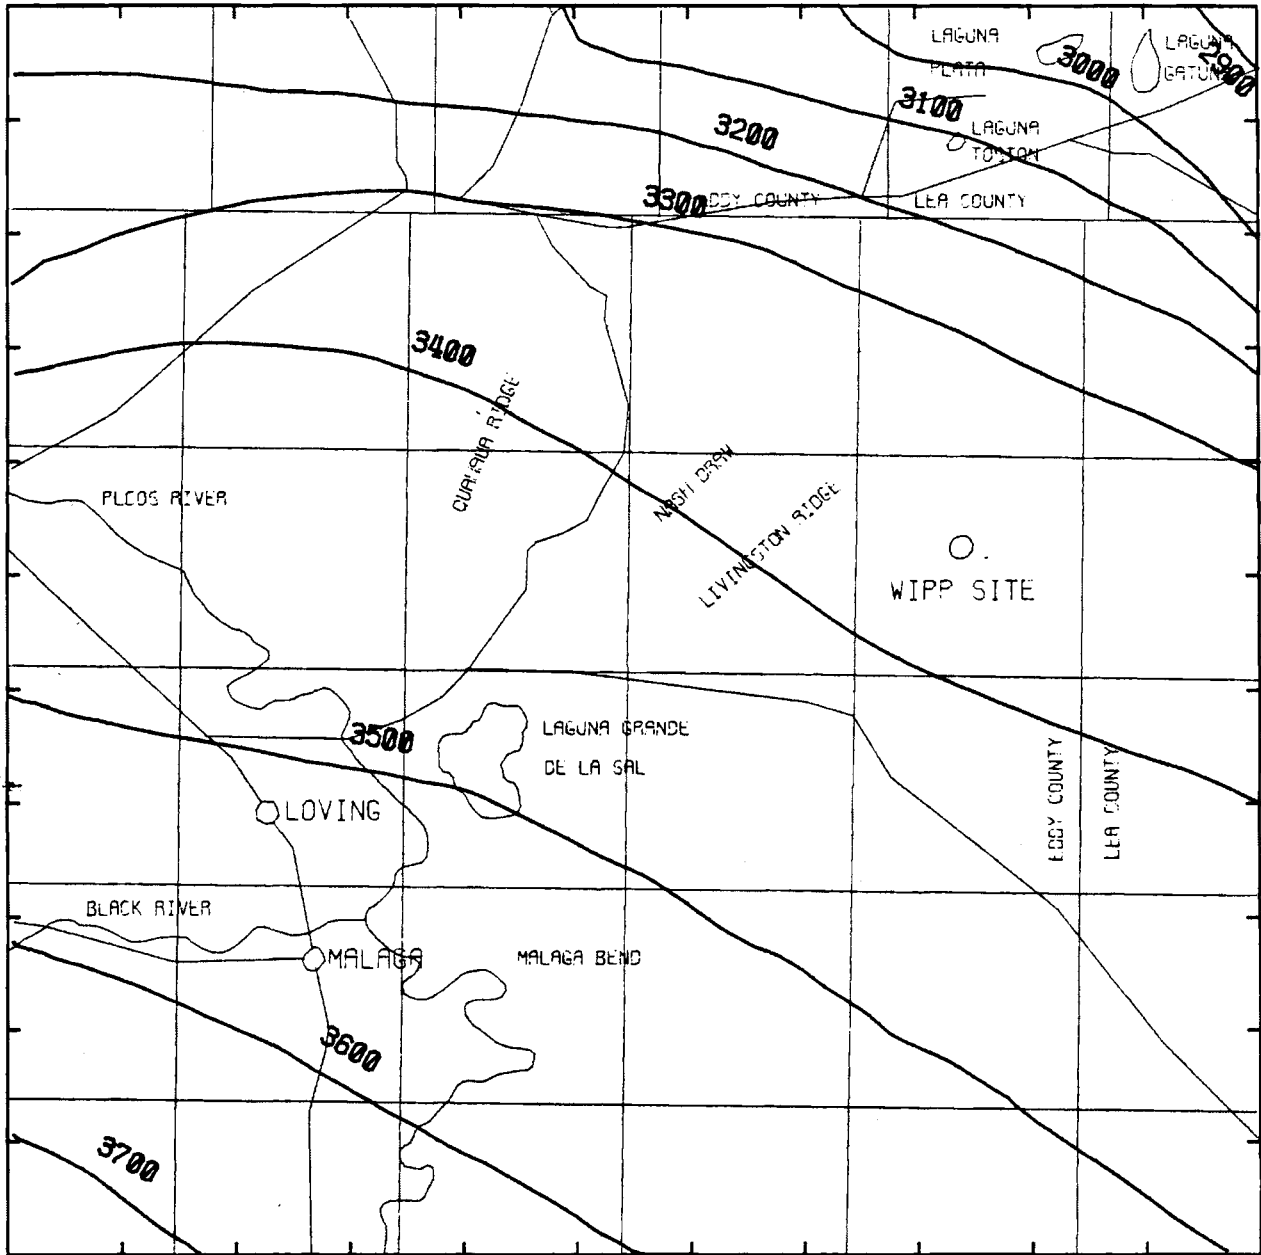 LAGUNA
PLATA
3000
LAGUNA
GATUNA
2900
3100
LAGUNA
TOSTON
3200
3300
EDDY COUNTY
LEA COUNTY
3400
QUAHADA RIDGE
PECOS RIVER
NASH DRAW
LIVINGSTON RIDGE
WIPP SITE
3500
LAGUNA GRANDE
DE LA SAL
EDDY COUNTY
LEA COUNTY
LOVING
BLACK RIVER
MALAGA
MALAGA BEND
3600
3700